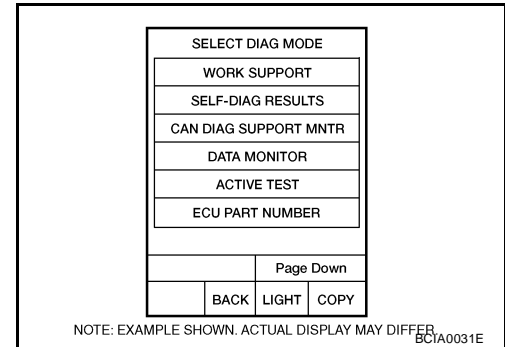 SELECT DIAG MODE
WORK SUPPORT
SELF-DIAG RESULTS
CAN DIAG SUPPORT MNTR
DATA MONITOR
ACTIVE TEST
ECU PART NUMBER
Page Down
BACK LIGHT COPY
NOTE: EXAMPLE SHOWN. ACTUAL DISPLAY MAY DIFFER.
BCIA0031E